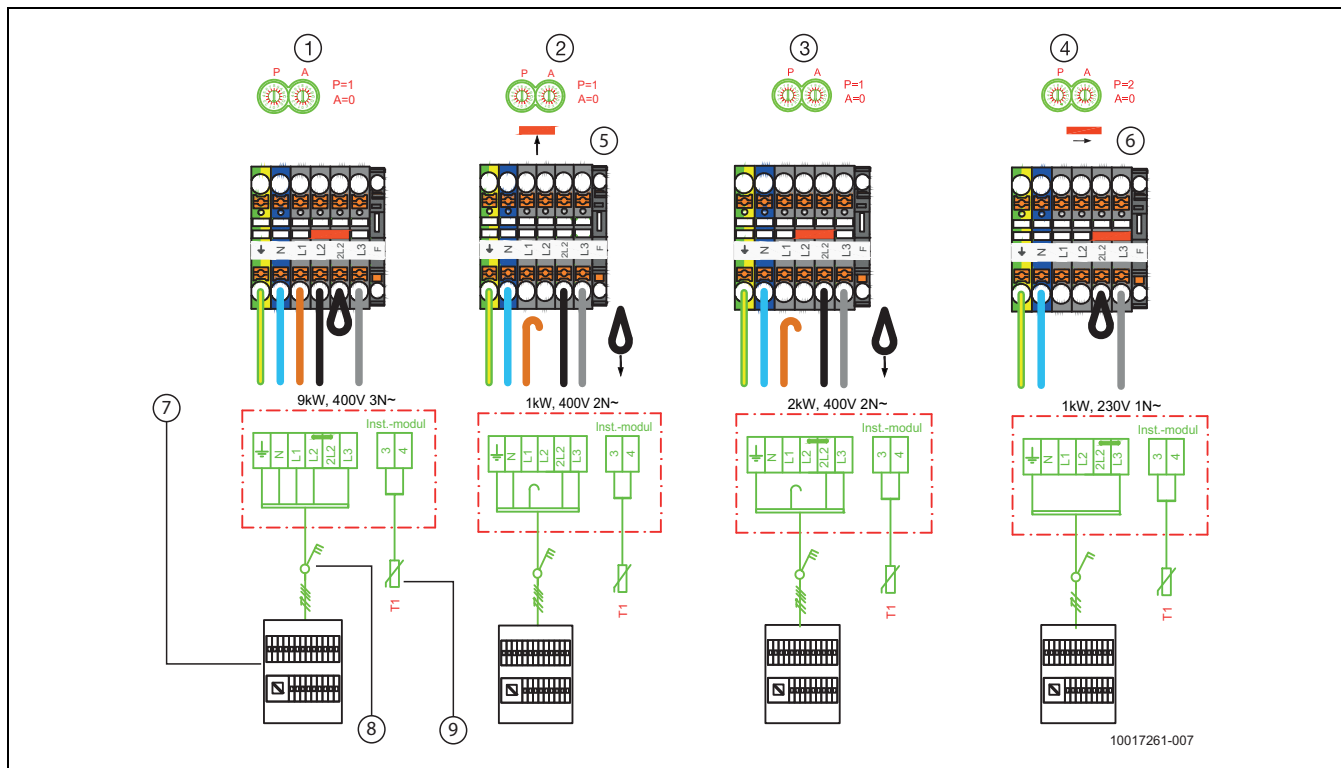 1 2 3 4
P A P A P A P A
P=1 P=1 P=1 P=2
A=0 A=0 A=0 A=0
5 6
N L1 L2 2L2 L3 F
N L1 L2 2L2 L3 F
N L1 L2 2L2 L3 F
N L1 L2 2L2 L3 F
9kW, 400V 3N~ 1kW, 400V 2N~ 2kW, 400V 2N~ 1kW, 230V 1N~
7
Inst.-modul Inst.-modul Inst.-modul Inst.-modul
N L1 L2 2L2 L3 3 4
N L1 L2 2L2 L3 3 4
N L1 L2 2L2 L3 3 4
N L1 L2 2L2 L3 3 4
T1 T1 T1 T1
8 9
10017261-007